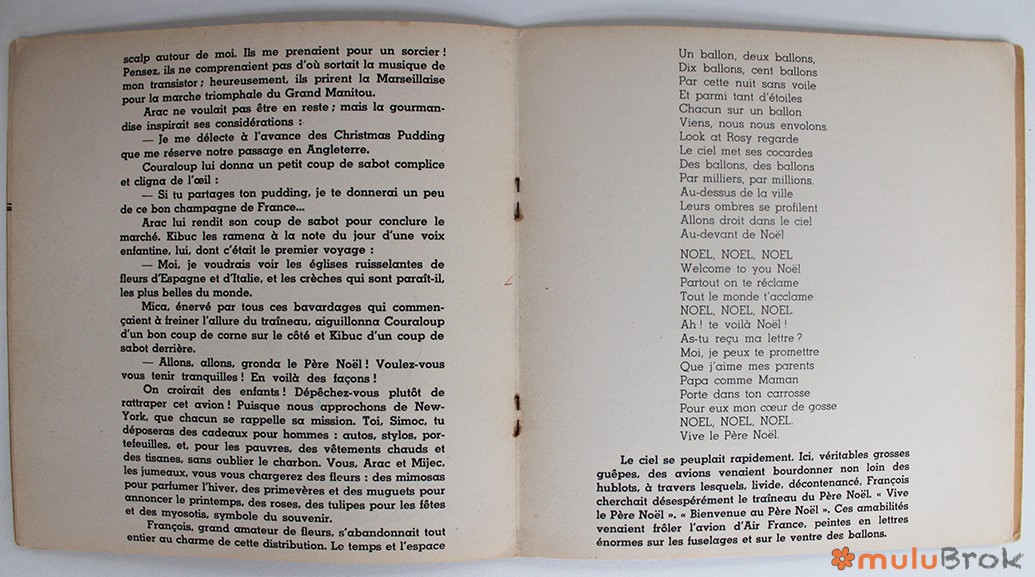 scalp autour de moi. Ils me prenaient pour un sorcier !
Pensez, ils ne comprenaient pas d'où sortait la musique de
mon transistor ; heureusement, ils prirent la Marseillaise
pour la marche triomphale du Grand Manitou.
Arac ne voulait pas être en reste ; mais la gourman-
dise inspirait ses considérations :
— Je me délecte à l'avance des Christmas Pudding
que me réserve notre passage en Angleterre.
Couraloup lui donna un petit coup de sabot complice
et cligna de l'œil :
— Si tu partages ton pudding, je te donnerai un peu
de ce bon champagne de France...
Arac lui rendit son coup de sabot pour conclure le
marché. Kibuc les ramena à la note du jour d'une voix
enfantine, lui, dont c'était le premier voyage :
— Moi, je voudrais voir les églises ruisselantes de
fleurs d'Espagne et d'Italie, et les crèches qui sont paraît-il,
les plus belles du monde.
Mica, énervé par tous ces bavardages qui commen-
çaient à freiner l'allure du traîneau, aiguillonna Couraloup
d'un bon coup de corne sur le côté et Kibuc d'un coup de
sabot derrière.
— Allons, allons, gronda le Père Noël ! Voulez-vous
vous tenir tranquilles ! En voilà des façons !
On croirait des enfants ! Dépêchez-vous plutôt de
rattraper cet avion ! Puisque nous approchons de New-
York, que chacun se rappelle sa mission. Toi, Simoc, tu
déposeras des cadeaux pour hommes : autos, stylos, por-
tefeuilles, et, pour les pauvres, des vêtements chauds et
des tisanes, sans oublier le charbon. Vous, Arac et Mijec,
les jumeaux, vous vous chargerez des fleurs : des mimosas
pour parfumer l'hiver, des primevères et des muguets pour
annoncer le printemps, des roses, des tulipes pour les fêtes
et des myosotis, symbole du souvenir.
François, grand amateur de fleurs, s'abandonnait tout
entier au charme de cette distribution. Le temps et l'espace
Un ballon, deux ballons,
Dix ballons, cent ballons
Par cette nuit sans voile
Et parmi tant d'étoiles
Chacun sur un ballon
Viens, nous nous envolons.
Look at Rosy regarde
Le ciel met ses cocardes
Des ballons, des ballons
Par milliers, par millions.
Au-dessus de la ville
Leurs ombres se profilent
Allons droit dans le ciel
Au-devant de Noël
NOEL, NOEL, NOEL
Welcome to you Noël
Partout on te réclame
Tout le monde t'acclame
NOEL, NOEL, NOEL.
Ah ! te voilà Noël !
As-tu reçu ma lettre ?
Moi, je peux te promettre
Que j'aime mes parents
Papa comme Maman
Porte dans ton carrosse
Pour eux mon cœur de gosse
NOEL, NOEL, NOEL.
Vive le Père Noël.
Le ciel se peuplait rapidement. Ici, véritables grosses
guêpes, des avions venaient bourdonner non loin des
hublots, à travers lesquels, livide, décontenancé, François
cherchait désespérément le traîneau du Père Noël. « Vive
le Père Noël ». « Bienvenue au Père Noël ». Ces amabilités
venaient frôler l'avion d'Air France, peintes en lettres
énormes sur les fuselages et sur le ventre des ballons.
muluBrok